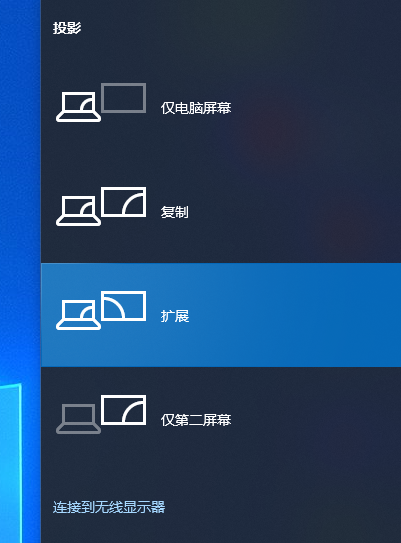 投影
仅电脑屏幕
复制
扩展
仅第二屏幕
连接到无线显示器